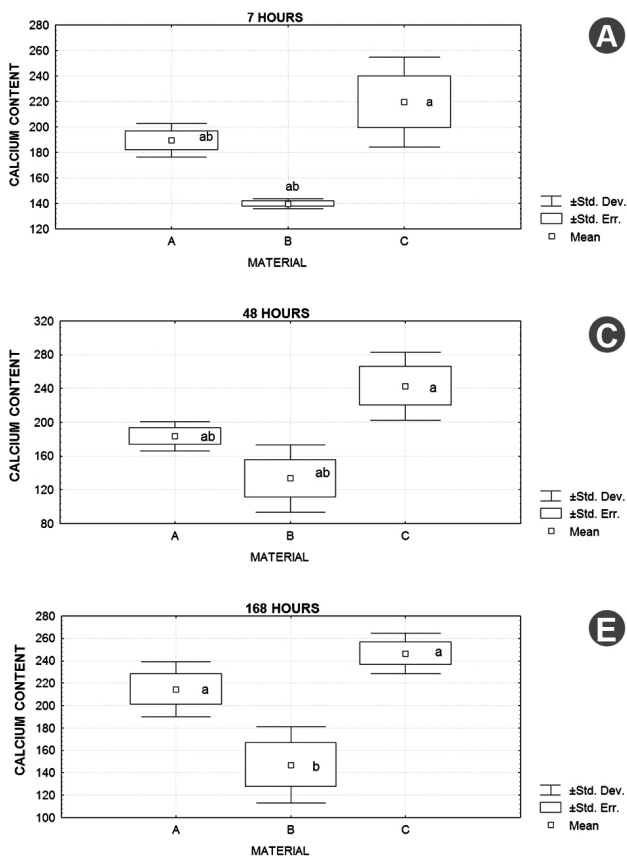 7 HOURS
A
280
260
240
220
200
180
160
140
120
CALCIUM CONTENT
ab
ab
a
A B C
MATERIAL
±Std. Dev.
±Std. Err.
Mean
48 HOURS
C
320
280
240
200
160
120
80
CALCIUM CONTENT
ab
ab
a
A B C
MATERIAL
±Std. Dev.
±Std. Err.
Mean
168 HOURS
E
280
260
240
220
200
180
160
140
120
100
CALCIUM CONTENT
a
b
a
A B C
MATERIAL
±Std. Dev.
±Std. Err.
Mean